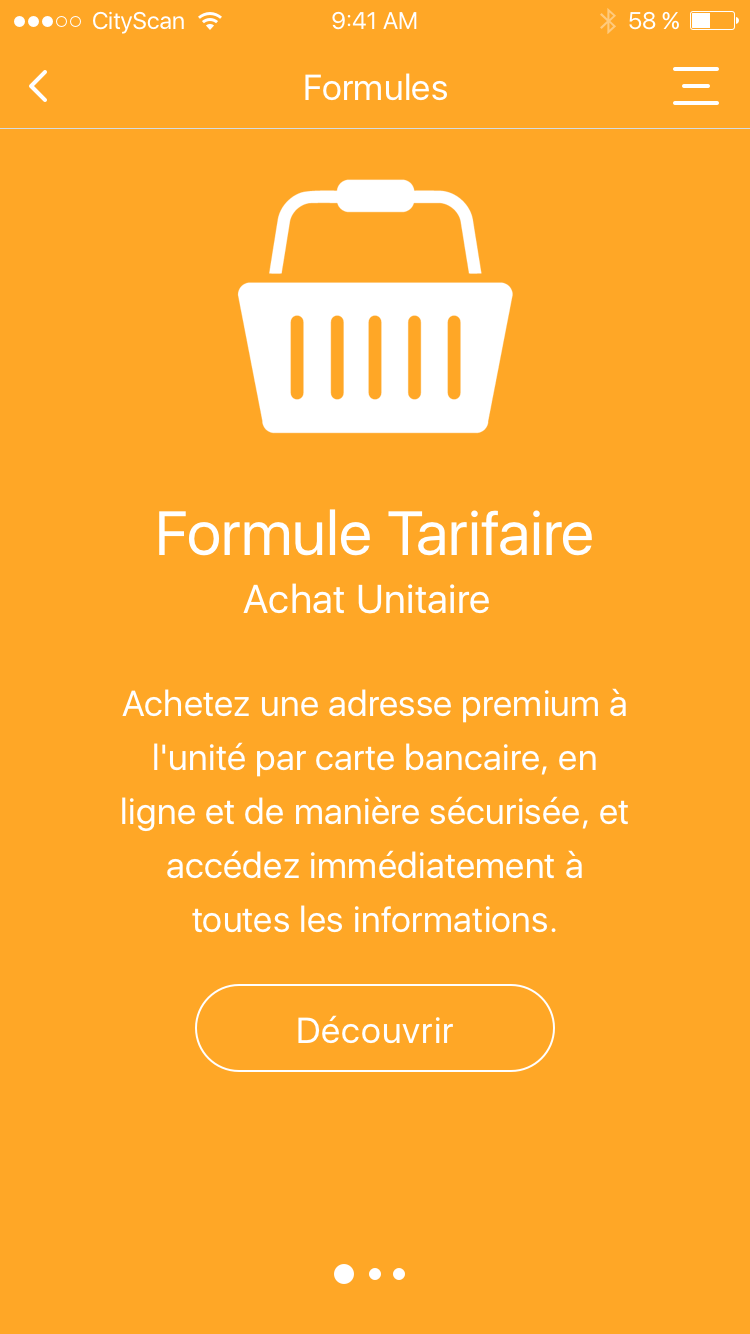 CityScan 9:41 AM 58 %
Formules
Formule Tarifaire
Achat Unitaire
Achetez une adresse premium à
l'unité par carte bancaire, en
ligne et de manière sécurisée, et
accédez immédiatement à
toutes les informations.
Découvrir